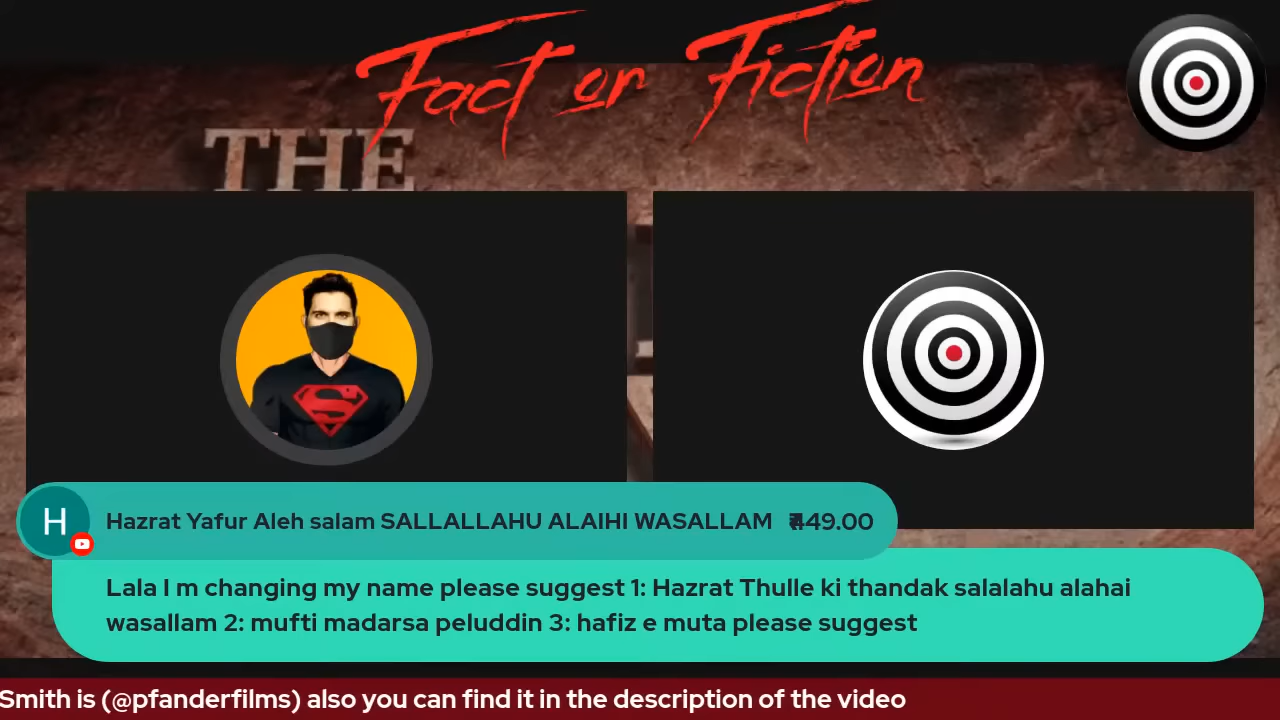 Fact or Fiction
THE
H
Hazrat Yafur Aleh salam SALLALLAHU ALAIHI WASALLAM ₹449.00
Lala I m changing my name please suggest 1: Hazrat Thulle ki thandak salalahu alahai
wasallam 2: mufti madarsa peluddin 3: hafiz e muta please suggest
Smith is (@pfanderfilms) also you can find it in the description of the video